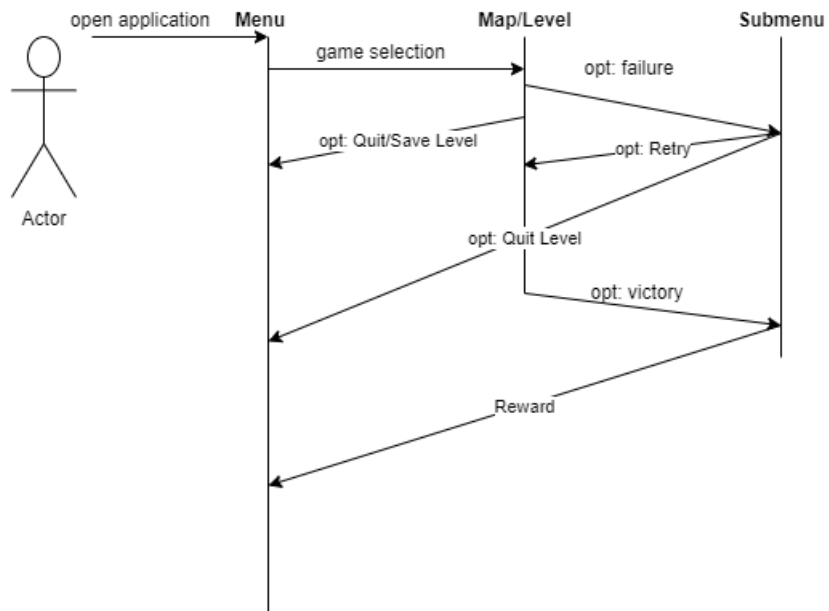 open application
Menu
Map/Level
Submenu
game selection
opt: failure
opt: Quit/Save Level
opt: Retry
Actor
opt: Quit Level
opt: victory
Reward